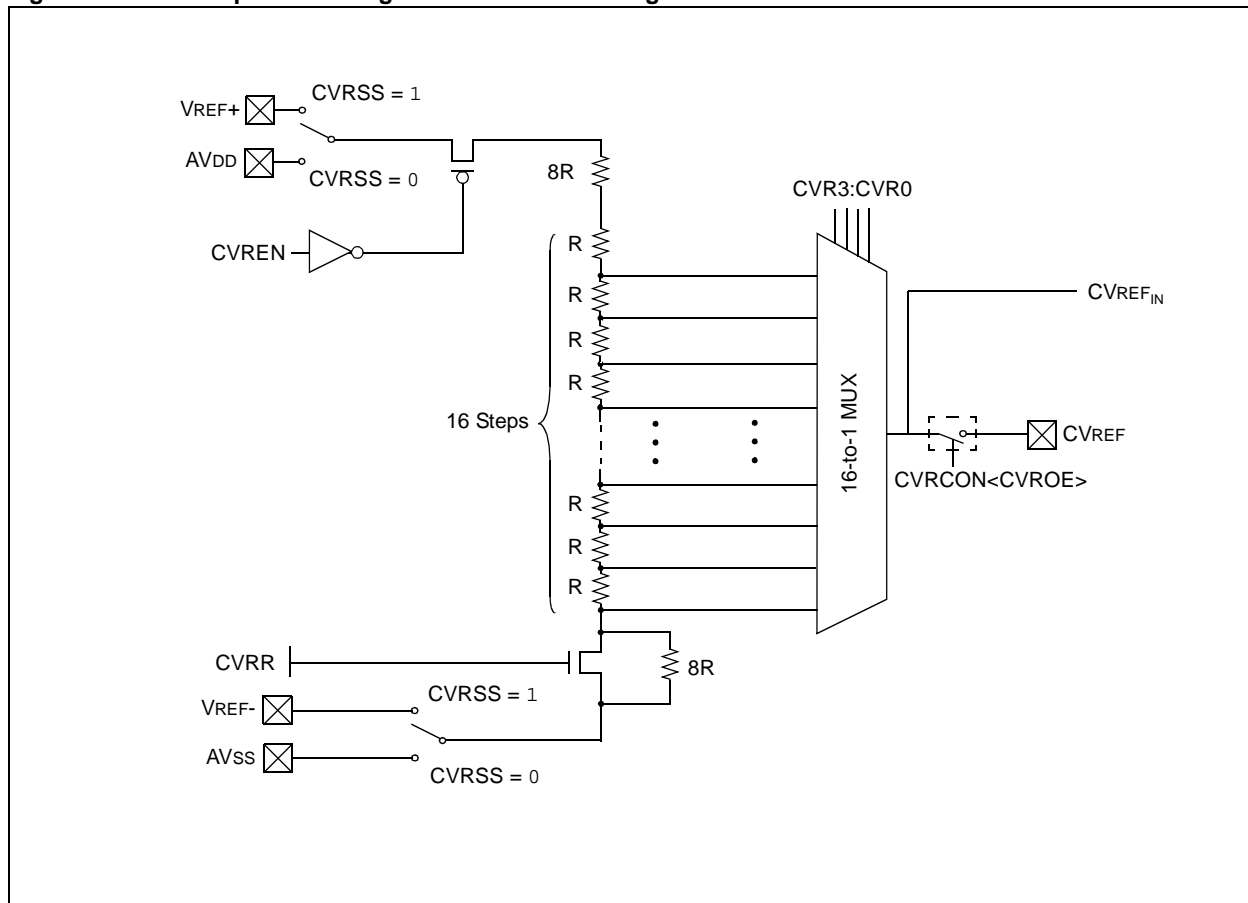 VREF+
CVRSS = 1
AVDD
CVRSS = 0
CVREN
8R
R
R
R
R
16 Steps
R
R
R
CVR3:CVR0
16-to-1 MUX
CVREFIN
CVREF
CVRCON<CVROE>
CVRR
8R
VREF-
CVRSS = 1
AVSS
CVRSS = 0